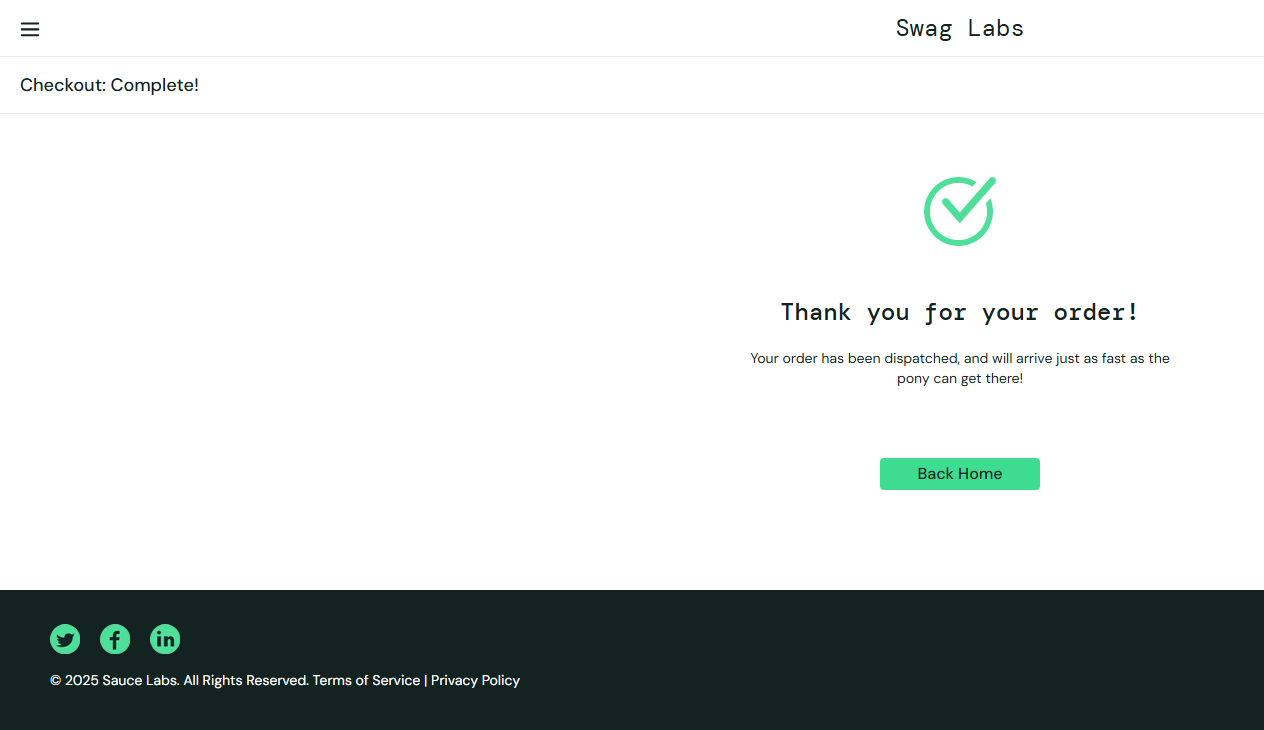 Swag Labs
Checkout: Complete!
Thank you for your order!
Your order has been dispatched, and will arrive just as fast as the
pony can get there!
Back Home
© 2025 Sauce Labs. All Rights Reserved. Terms of Service | Privacy Policy